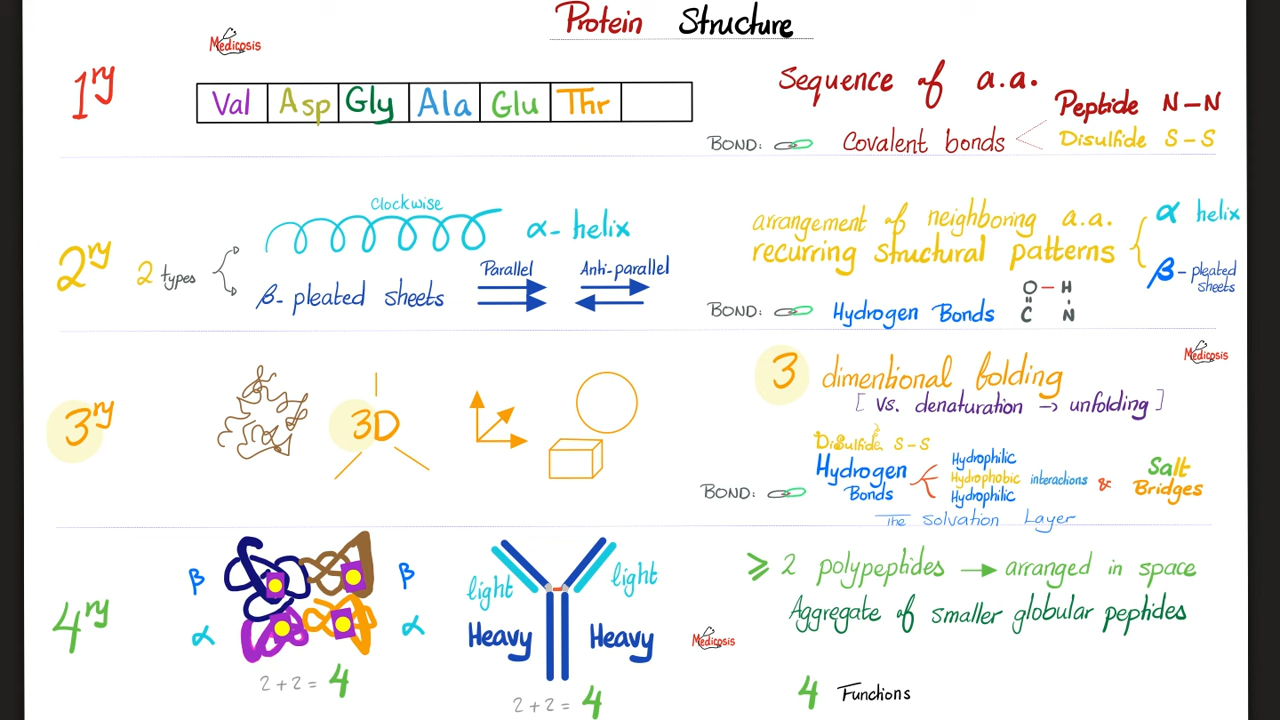 Protein Structure
Medicosis
1ry
Val Asp Gly Ala Glu Thr
Sequence of a.a.
BOND: Covalent bonds < Peptide N–N
Disulfide S–S
2ry
2 types
Clockwise
α- helix
β- pleated sheets
Parallel
Anti-parallel
arrangement of neighboring a.a.
recurring structural patterns
α helix
β-pleated
sheets
BOND: Hydrogen Bonds
O – H
C N
Medicosis
3ry
3D
3 dimentional folding
[ vs. denaturation → unfolding ]
Disulfide S–S
BOND: Hydrogen
Bonds
Hydrophilic
Hydrophobic interactions &
Hydrophilic
Salt
Bridges
The Solvation Layer
4ry
β β
α α
2+2= 4
light light
Heavy Heavy
2+2= 4
Medicosis
⩾ 2 polypeptides → arranged in space
Aggregate of smaller globular peptides
4 Functions